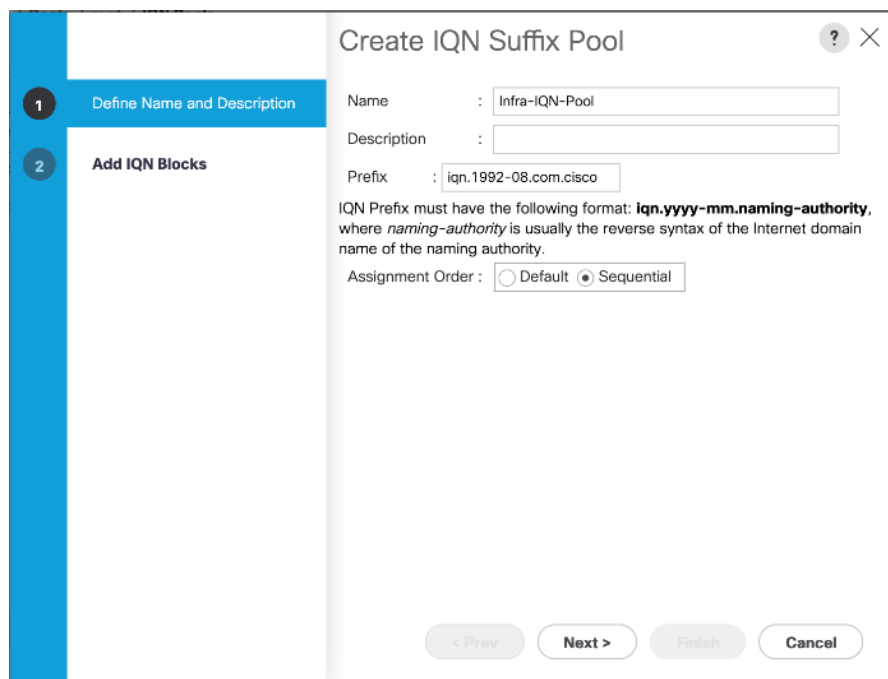 Create IQN Suffix Pool
?
1
Define Name and Description
2
Add IQN Blocks
Name : Infra-IQN-Pool
Description :
Prefix : iqn.1992-08.com.cisco
IQN Prefix must have the following format: iqn.yyyy-mm.naming-authority,
where naming-authority is usually the reverse syntax of the Internet domain
name of the naming authority.
Assignment Order : Default Sequential
< Prev Next > Finish Cancel